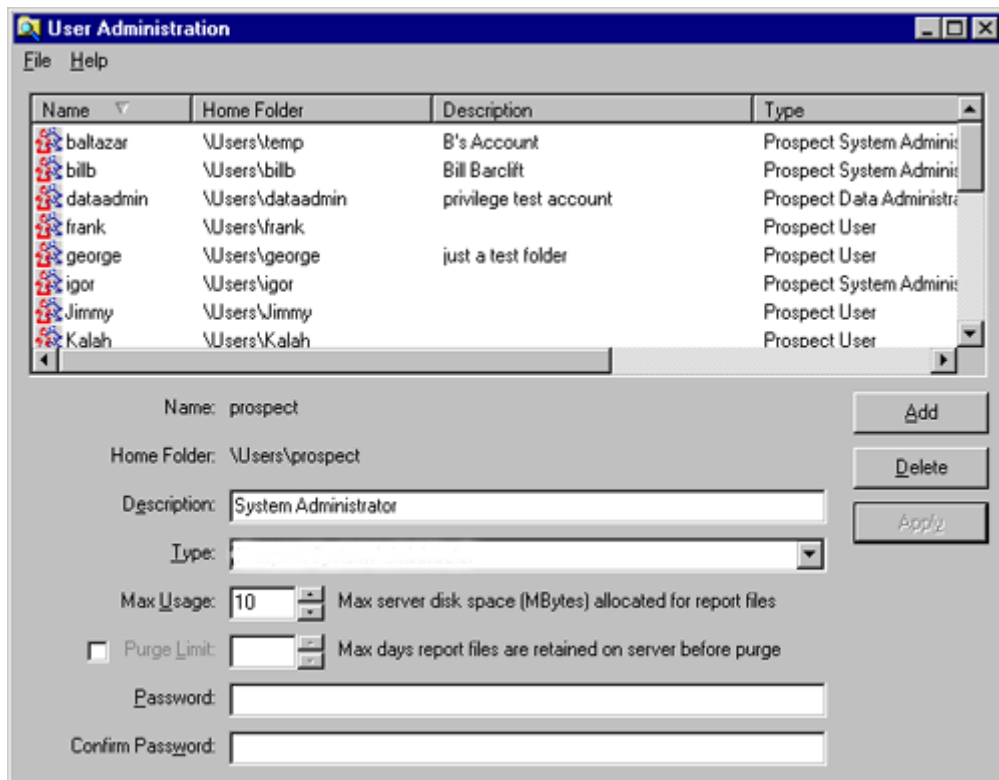 User Administration
File Help
Name Home Folder Description Type
baltazar \Users\temp B's Account Prospect System Adminis
billb \Users\billb Bill Barclift Prospect System Adminis
dataadmin \Users\dataadmin privilege test account Prospect Data Administra
frank \Users\frank Prospect User
george \Users\george just a test folder Prospect User
igor \Users\igor Prospect System Adminis
Jimmy \Users\Jimmy Prospect User
Kalah \Users\Kalah Prospect User
Name: prospect
Add
Home Folder: \Users\prospect
Delete
Description: System Administrator
Apply
Type:
Max Usage: 10 Max server disk space (MBytes) allocated for report files
Purge Limit: Max days report files are retained on server before purge
Password:
Confirm Password: